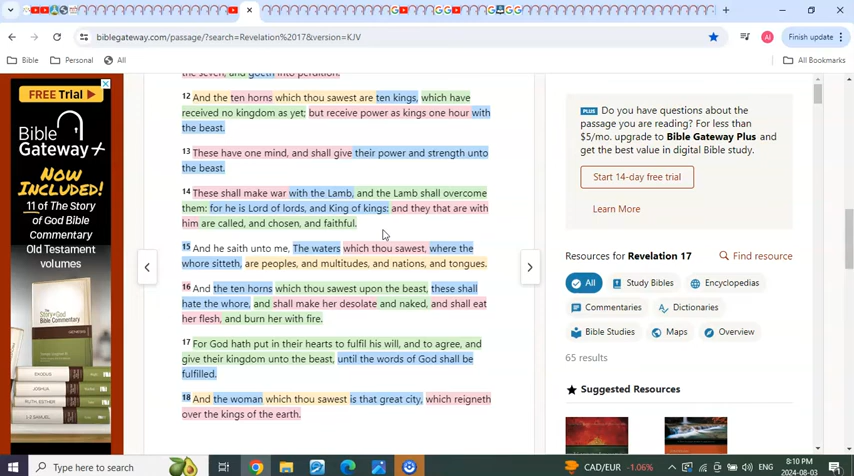 Finish update
biblegateway.com/passage/?search=Revelation%2017&version=KJV
Bible
Personal
AI
All Bookmarks
FREE Trial
BIBLE
GATEWAY+
NOW
INCLUDED!
11 of The Story
of God Bible
Commentary
Old Testament
volumes
EXODUS
JOSHUA
the seven, and goeth into perdition.
12 And the ten horns which thou sawest are ten kings, which have
received no kingdom as yet; but receive power as kings one hour with
the beast.
13 These have one mind, and shall give their power and strength unto
the beast.
14 These shall make war with the Lamb, and the Lamb shall overcome
them: for he is Lord of lords, and King of kings: and they that are with
him are called, and chosen, and faithful.
15 And he saith unto me, The waters which thou sawest, where the
whore sitteth, are peoples, and multitudes, and nations, and tongues.
16 And the ten horns which thou sawest upon the beast, these shall
hate the whore, and shall make her desolate and naked, and shall eat
her flesh, and burn her with fire.
17 For God hath put in their hearts to fulfil his will, and to agree, and
give their kingdom unto the beast, until the words of God shall be
fulfilled.
18 And the woman which thou sawest is that great city, which reigneth
over the kings of the earth.
PLUS Do you have questions about the
passage you are reading? For less than
$5/mo. upgrade to Bible Gateway Plus and
get the best value in digital Bible study.
Start 14-day free trial
Learn More
Resources for Revelation 17
Find resource
All
Study Bibles
Encyclopedias
Commentaries
Dictionaries
Bible Studies
Maps
Overview
65 results
Suggested Resources
Type here to search
CAD/EUR -1.06%
ENG
8:10 PM
2024-08-03